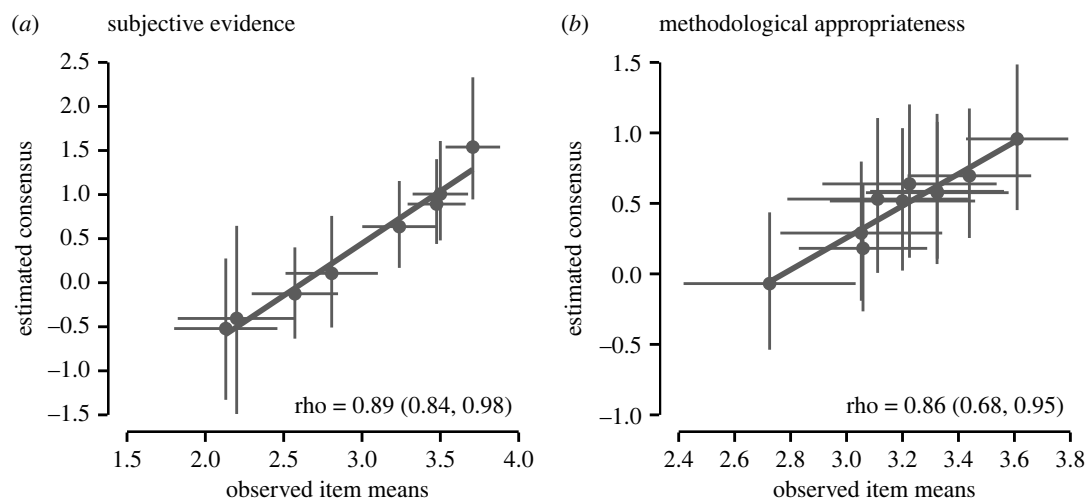 (a) subjective evidence
2.5
2.0
1.5
1.0
0.5
0.0
−0.5
−1.0
−1.5
estimated consensus
rho = 0.89 (0.84, 0.98)
1.5 2.0 2.5 3.0 3.5 4.0
observed item means
(b) methodological appropriateness
1.5
1.0
0.5
0.0
−0.5
−1.0
estimated consensus
rho = 0.86 (0.68, 0.95)
2.4 2.6 2.8 3.0 3.2 3.4 3.6 3.8
observed item means